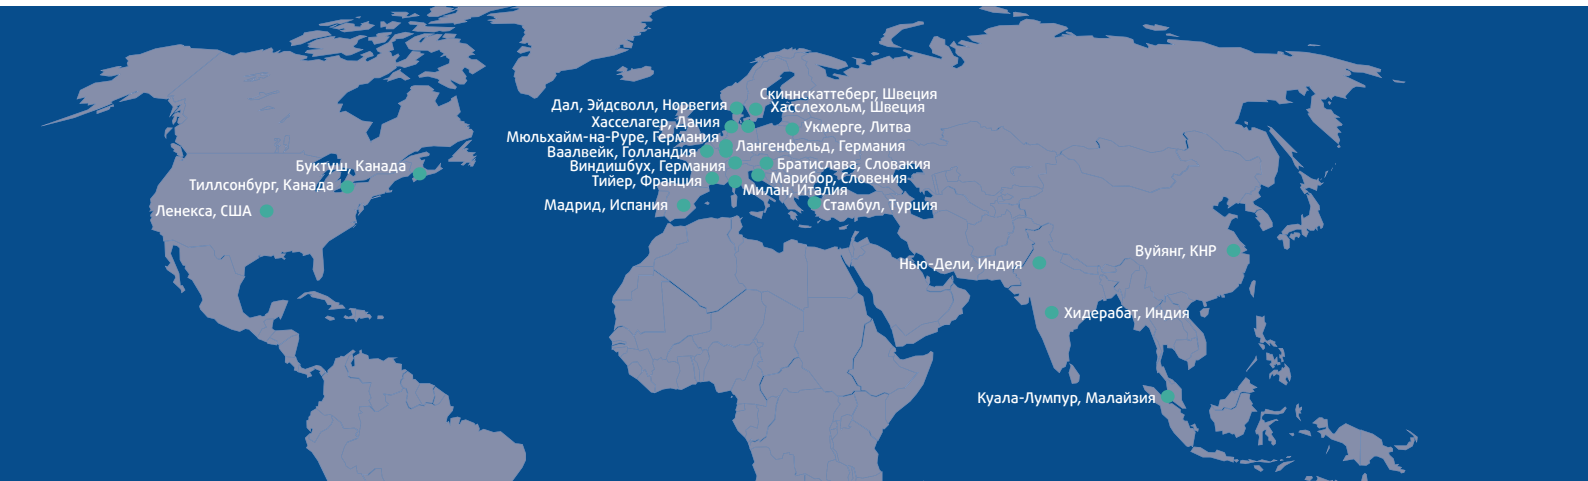 Скиннскаттеберг, Швеция
Дал, Эйдсволл, Норвегия
Хасслехольм, Швеция
Хасселагер, Дания
Укмерге, Литва
Мюльхайм-на-Руре, Германия
Лангенфельд, Германия
Ваалвейк, Голландия
Виндишбух, Германия
Братислава, Словакия
Буктуш, Канада
Марибор, Словения
Тийер, Франция
Тиллсонбург, Канада
Милан, Италия
Мадрид, Испания
Стамбул, Турция
Ленекса, США
Вуйянг, КНР
Нью-Дели, Индия
Хидерабат, Индия
Куала-Лумпур, Малайзия